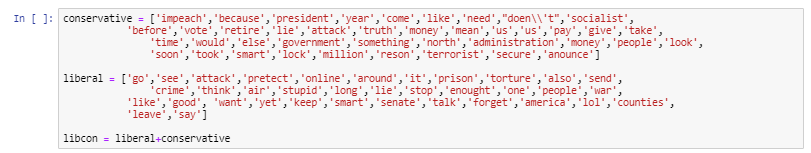 In [ ]: conservative = ['impeach','because','president','year','come','like','need',"doen\\'t",'socialist',
'before','vote','retire','lie','attack','truth','money','mean','us','us','pay','give','take',
'time','would','else','government','something','north','administration','money','people','look',
'soon','took','smart','lock','million','reson','terrorist','secure','anounce']
liberal = ['go','see','attack','pretect','online','around','it','prison','torture','also','send',
'crime','think','air','stupid','long','lie','stop','enought','one','people','war',
'like','good', 'want','yet','keep','smart','senate','talk','forget','america','lol','counties',
'leave','say']
libcon = liberal+conservative